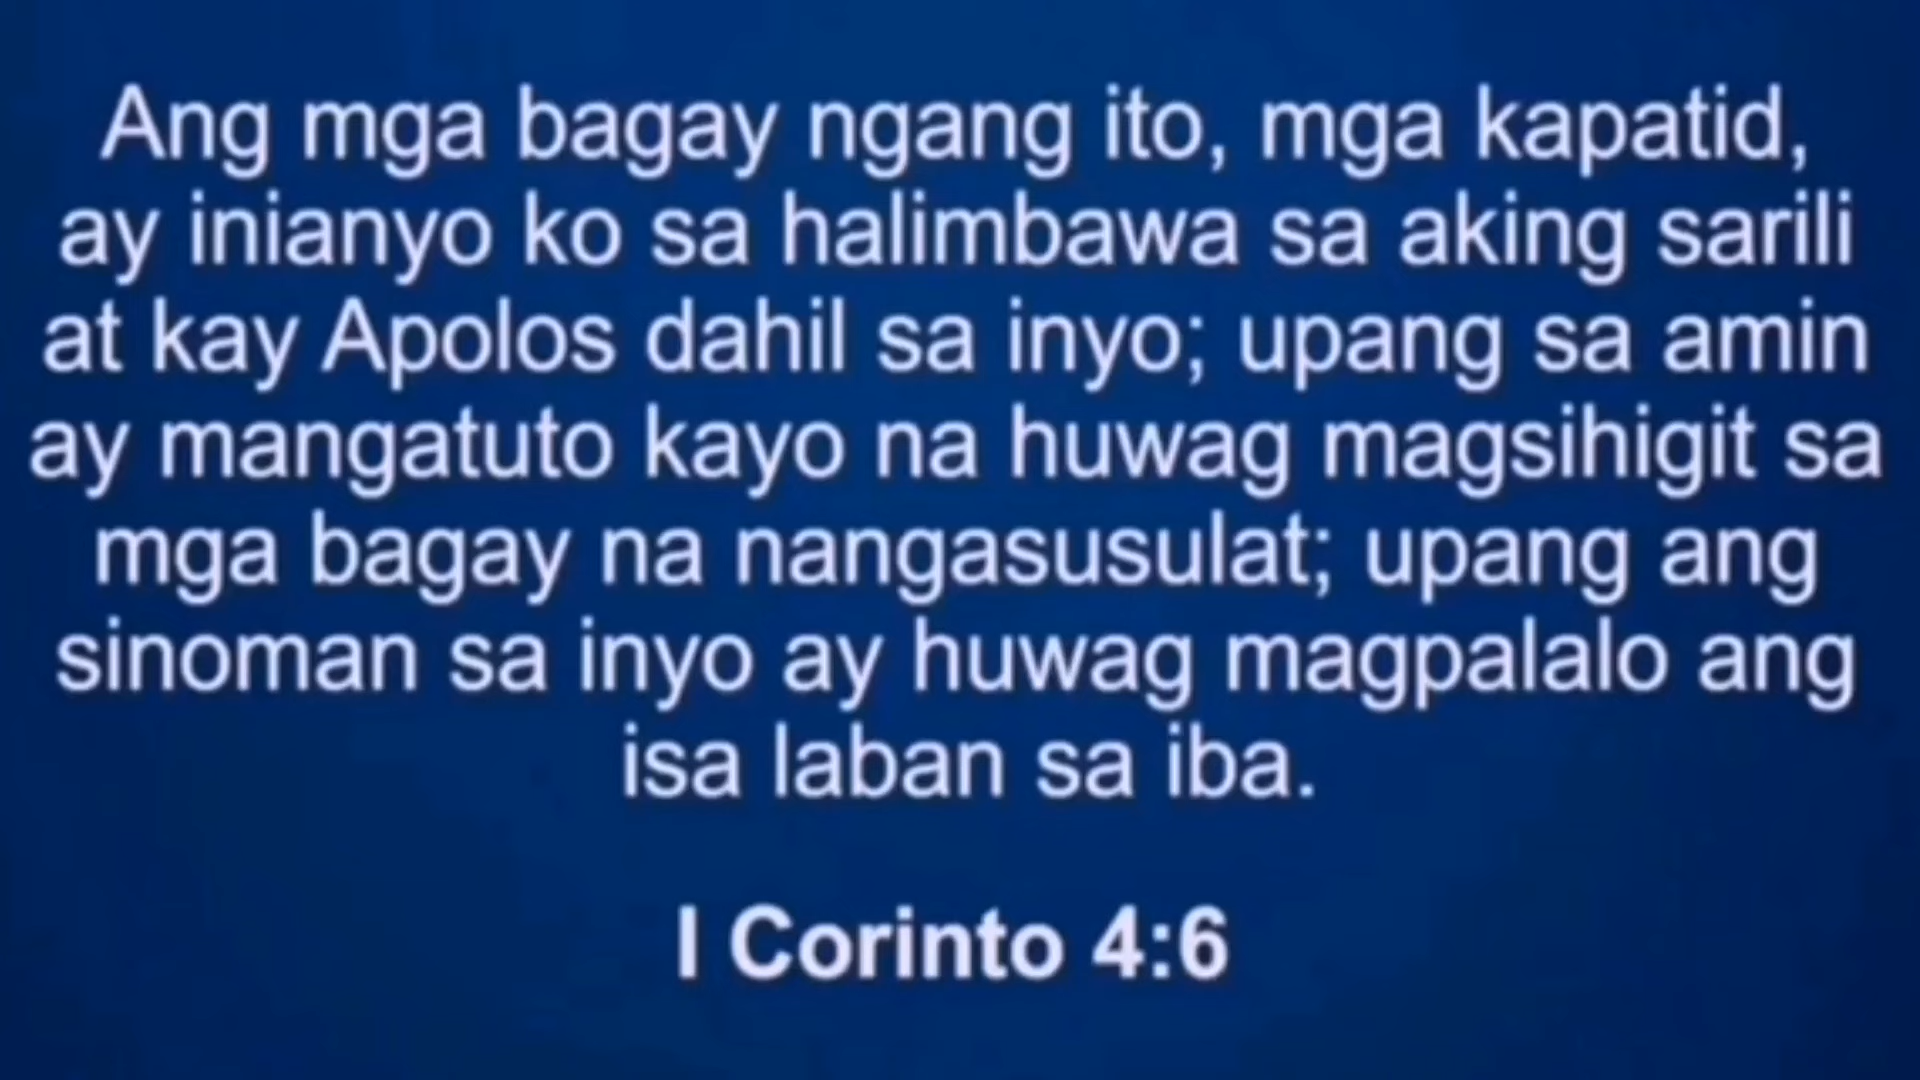 Ang mga bagay ngang ito, mga kapatid,
ay inianyo ko sa halimbawa sa aking sarili
at kay Apolos dahil sa inyo; upang sa amin
ay mangatuto kayo na huwag magsihigit sa
mga bagay na nangasusulat; upang ang
sinoman sa inyo ay huwag magpalalo ang
isa laban sa iba.
I Corinto 4:6